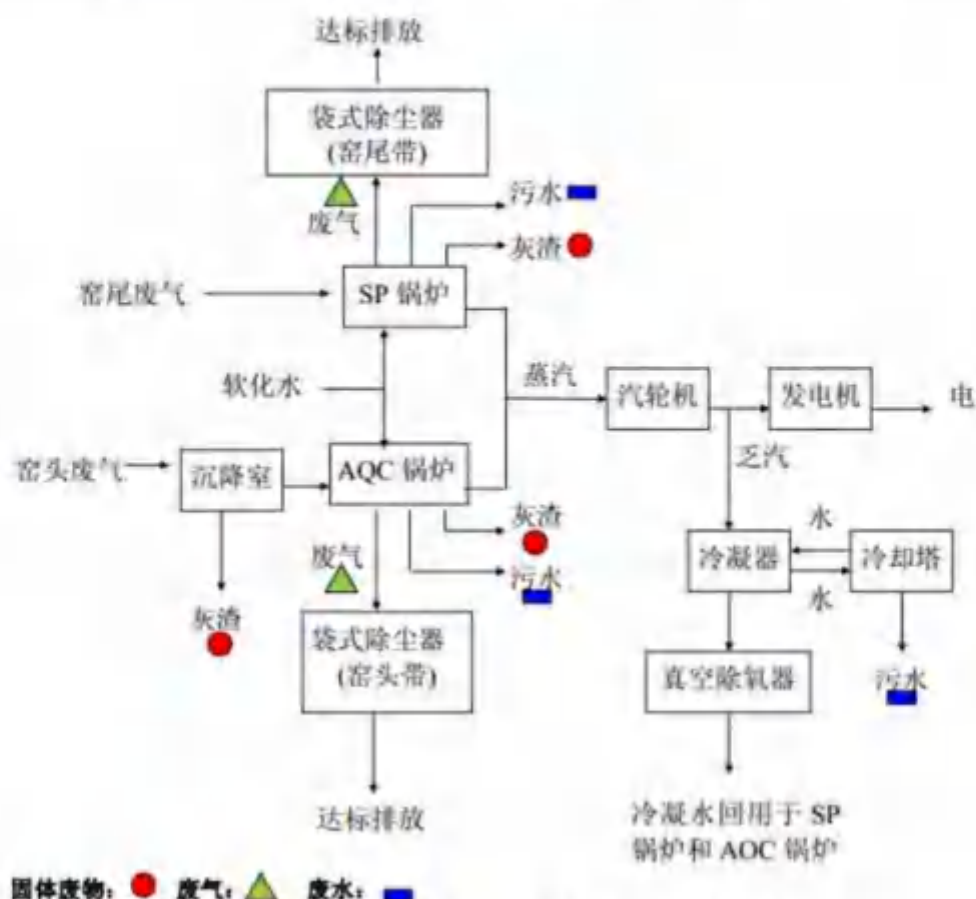 达标排放
袋式除尘器
(窑尾带)
废气
污水
灰渣
窑尾废气
SP 锅炉
软化水
蒸汽
汽轮机
发电机
电
乏汽
窑头废气
沉降室
AQC 锅炉
灰渣
污水
废气
灰渣
袋式除尘器
(窑头带)
达标排放
水
冷凝器
冷却塔
水
真空除氧器
污水
冷凝水回用于 SP
锅炉和 AOC 锅炉
固体废物: 废气: 废水: